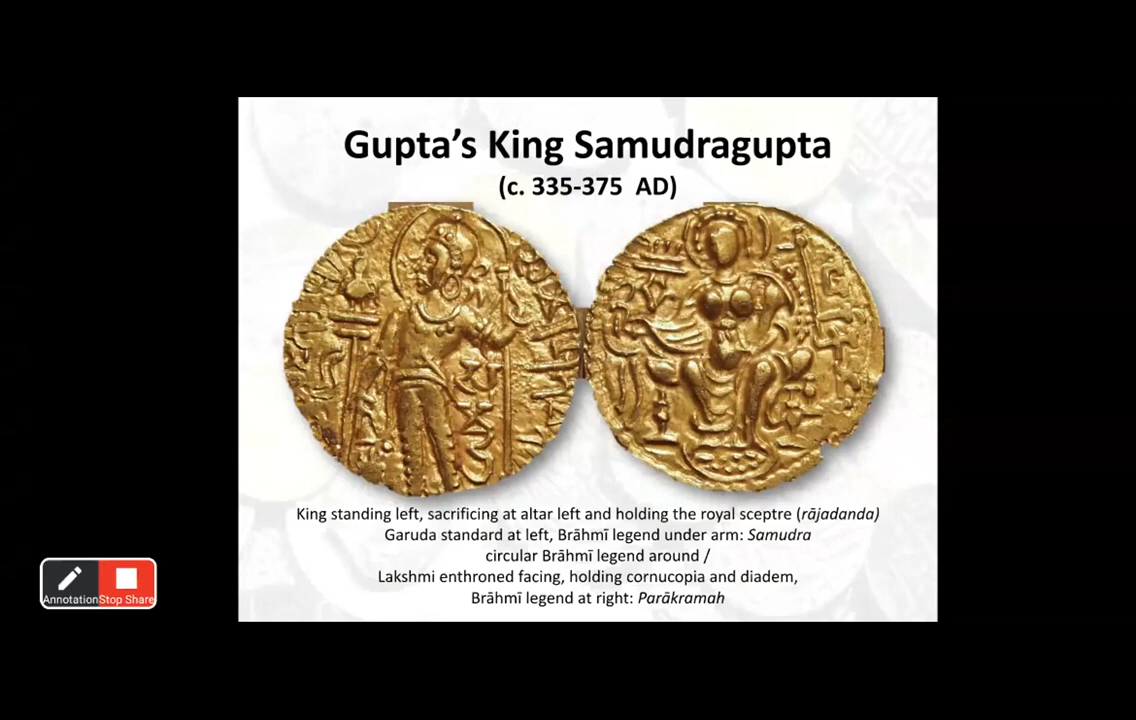 Gupta's King Samudragupta
(c. 335-375 AD)
King standing left, sacrificing at altar left and holding the royal sceptre (rājadanda)
Garuda standard at left, Brāhmī legend under arm: Samudra
circular Brāhmī legend around /
Lakshmi enthroned facing, holding cornucopia and diadem,
Brāhmī legend at right: Parākramah
Annotation
Stop Share